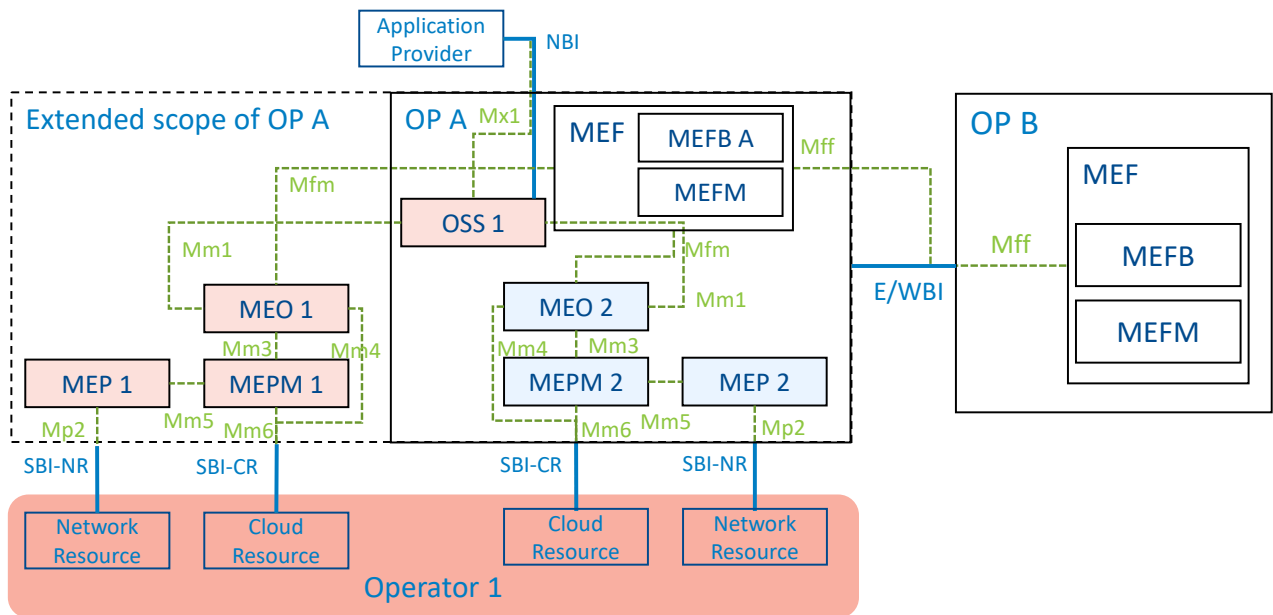 Application
Provider
NBI
Extended scope of OP A
OP A
Mx1
MEF
MEFB A
MEFM
Mff
OP B
MEF
MEFB
MEFM
Mfm
OSS 1
Mm1
Mfm
Mff
E/WBI
MEO 1
MEO 2
Mm1
Mm3
Mm4
Mm4
Mm3
MEP 1
MEPM 1
MEPM 2
MEP 2
Mm5
Mm5
Mp2
Mm6
Mm6
Mp2
SBI-NR
SBI-CR
SBI-CR
SBI-NR
Network
Resource
Cloud
Resource
Cloud
Resource
Network
Resource
Operator 1